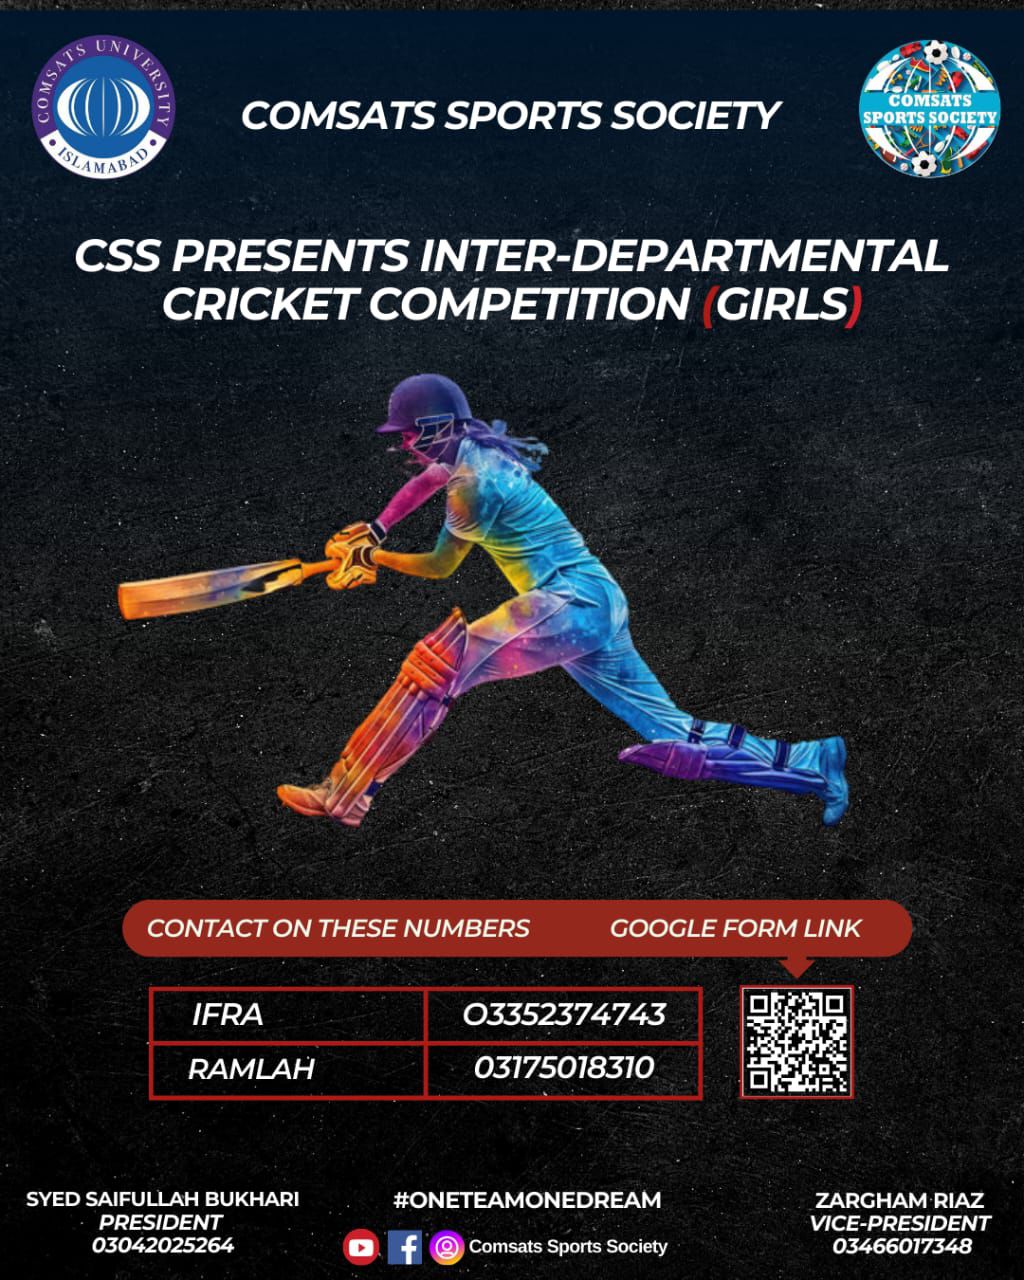 COMSATS UNIVERSITY
ISLAMABAD
COMSATS SPORTS SOCIETY
COMSATS
SPORTS SOCIETY
CSS PRESENTS INTER-DEPARTMENTAL
CRICKET COMPETITION (GIRLS)
CONTACT ON THESE NUMBERS GOOGLE FORM LINK
IFRA O3352374743
RAMLAH 03175018310
SYED SAIFULLAH BUKHARI
PRESIDENT
03042025264
#ONETEAMONEDREAM
Comsats Sports Society
ZARGHAM RIAZ
VICE-PRESIDENT
03466017348